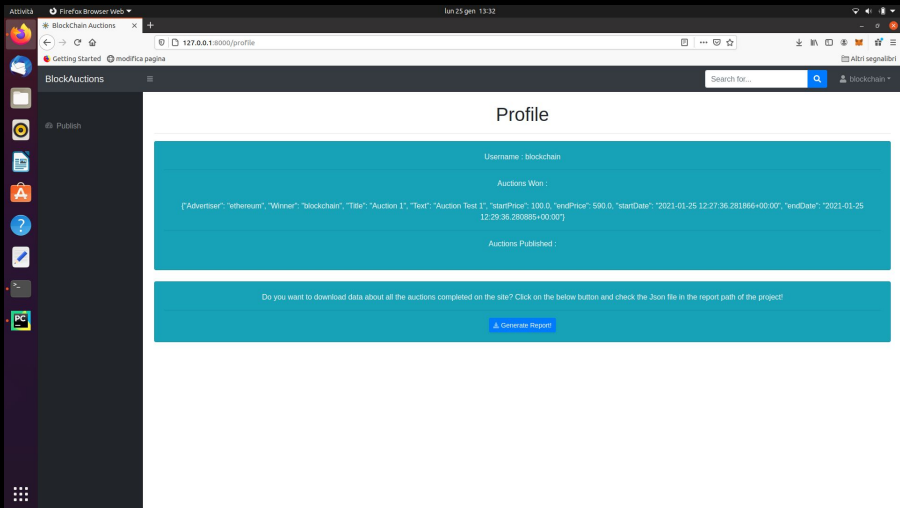 Attività
Firefox Browser Web
lun 25 gen 13:32
BlockChain Auctions
127.0.0.1:8000/profile
Getting Started
modifica pagina
Altri segnalibri
BlockAuctions
Search for...
blockchain
Publish
Profile
Username : blockchain
Auctions Won :
{"Advertiser": "ethereum", "Winner": "blockchain", "Title": "Auction 1", "Text": "Auction Test 1", "startPrice": 100.0, "endPrice": 590.0, "startDate": "2021-01-25 12:27:36.281866+00:00", "endDate": "2021-01-25
12:29:36.280885+00:00"}
Auctions Published :
Do you want to download data about all the auctions completed on the site? Click on the below button and check the Json file in the report path of the project!
Generate Report!
PC